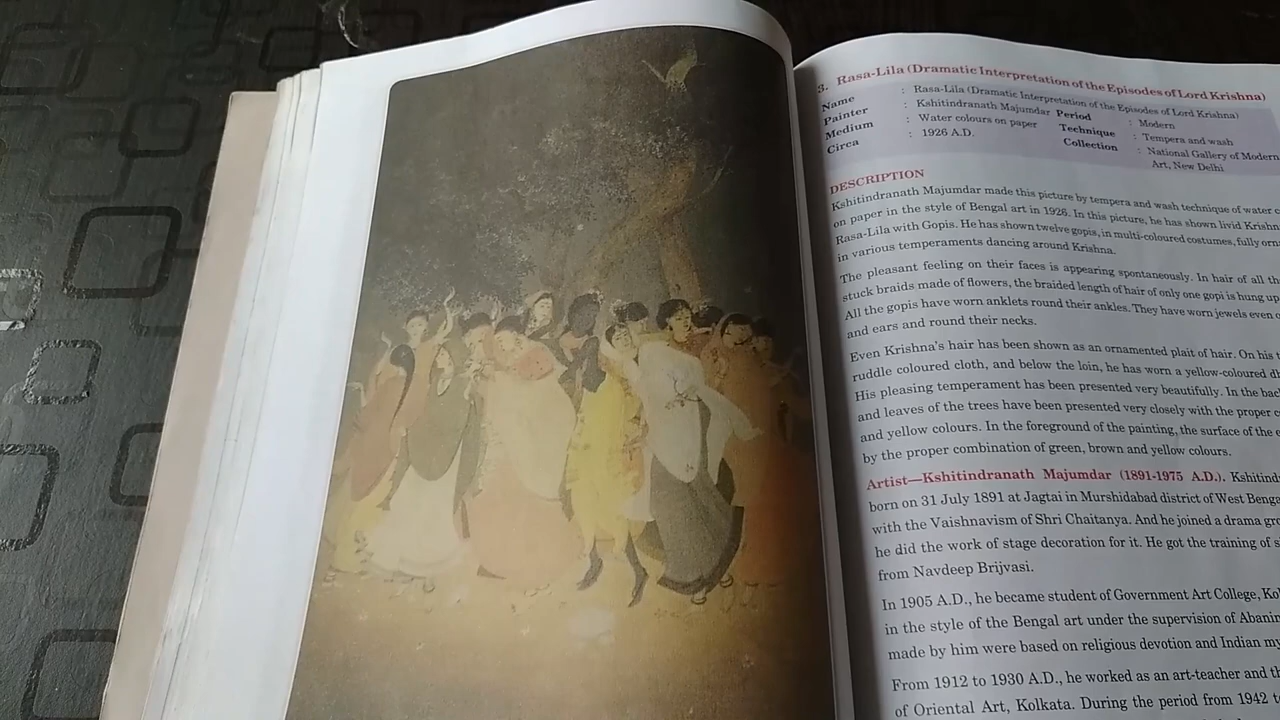 3. Rasa-Lila (Dramatic Interpretation of the Episodes of Lord Krishna)
Name : Rasa-Lila (Dramatic Interpretation of the Episodes of Lord Krishna)
Painter : Kshitindranath Majumdar Period : Modern
Medium : Water colours on paper Technique : Tempera and wash
Circa : 1926 A.D. Collection : National Gallery of Modern
Art, New Delhi
DESCRIPTION
Kshitindranath Majumdar made this picture by tempera and wash technique of water
on paper in the style of Bengal art in 1926. In this picture, he has shown livid
Rasa-Lila with Gopis. He has shown twelve gopis, in multi-coloured costumes, fully
in various temperaments dancing around Krishna.
The pleasant feeling on their faces is appearing spontaneously. In hair of all
stuck braids made of flowers, the braided length of hair of only one gopi is hung
All the gopis have worn anklets round their ankles. They have worn jewels even
and ears and round their necks.
Even Krishna's hair has been shown as an ornamented plait of hair. On his
ruddle coloured cloth, and below the loin, he has worn a yellow-coloured
His pleasing temperament has been presented very beautifully. In the
and leaves of the trees have been presented very closely with the proper
and yellow colours. In the foreground of the painting, the surface of the
by the proper combination of green, brown and yellow colours.
Artist—Kshitindranath Majumdar (1891-1975 A.D.).
born on 31 July 1891 at Jagtai in Murshidabad district of West
with the Vaishnavism of Shri Chaitanya. And he joined a drama
he did the work of stage decoration for it. He got the training of
from Navdeep Brijvasi.
In 1905 A.D., he became student of Government Art College,
in the style of the Bengal art under the supervision of
made by him were based on religious devotion and Indian
From 1912 to 1930 A.D., he worked as an art-teacher and
of Oriental Art, Kolkata. During the period from 1942